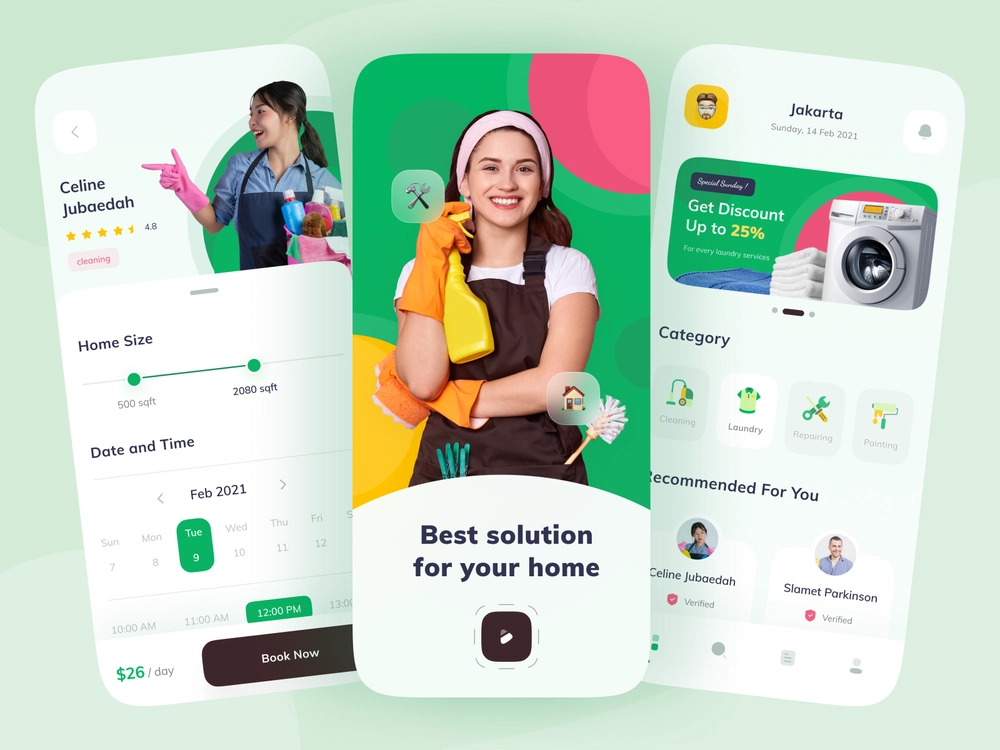 Celine
Jubaedah
4.8
cleaning
Home Size
500 sqft
2080 sqft
Date and Time
Feb 2021
Sun Mon Tue Wed Thu Fri S
7 8 9 10 11 12
10:00 AM 11:00 AM 12:00 PM 13:00
$26 / day
Book Now
Best solution
for your home
Jakarta
Sunday, 14 Feb 2021
Special Sunday !
Get Discount
Up to 25%
For every laundry services
Category
Cleaning
Laundry
Repairing
Painting
Recommended For You
Celine Jubaedah
Verified
Slamet Parkinson
Verified